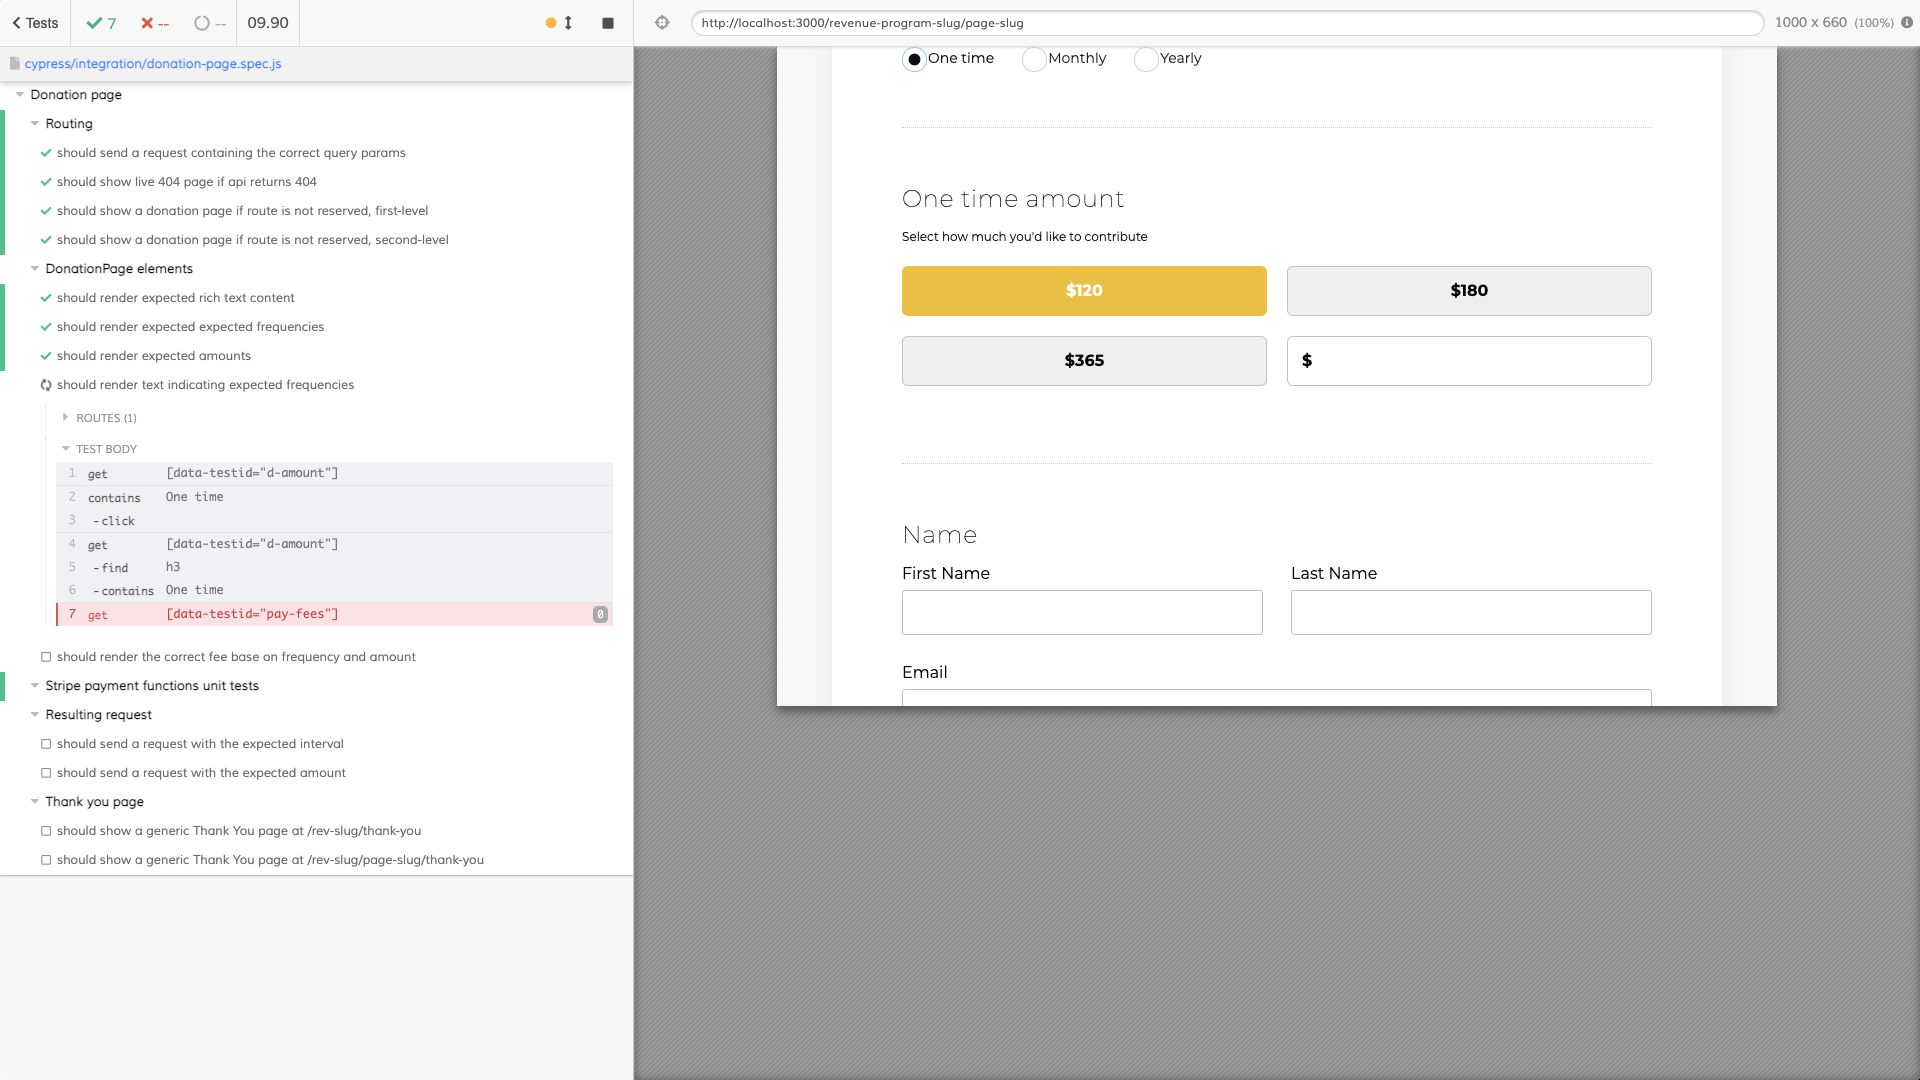 Tests
7
--
--
09.90
http://localhost:3000/revenue-program-slug/page-slug
1000 x 660 (100%)
cypress/integration/donation-page.spec.js
Donation page
Routing
should send a request containing the correct query params
should show live 404 page if api returns 404
should show a donation page if route is not reserved, first-level
should show a donation page if route is not reserved, second-level
DonationPage elements
should render expected rich text content
should render expected expected frequencies
should render expected amounts
should render text indicating expected frequencies
ROUTES (1)
TEST BODY
1 get [data-testid="d-amount"]
2 contains One time
3 -click
4 get [data-testid="d-amount"]
5 -find h3
6 -contains One time
7 get [data-testid="pay-fees"] 0
should render the correct fee base on frequency and amount
Stripe payment functions unit tests
Resulting request
should send a request with the expected interval
should send a request with the expected amount
Thank you page
should show a generic Thank You page at /rev-slug/thank-you
should show a generic Thank You page at /rev-slug/page-slug/thank-you
One time Monthly Yearly
One time amount
Select how much you'd like to contribute
$120 $180
$365 $
Name
First Name Last Name
Email